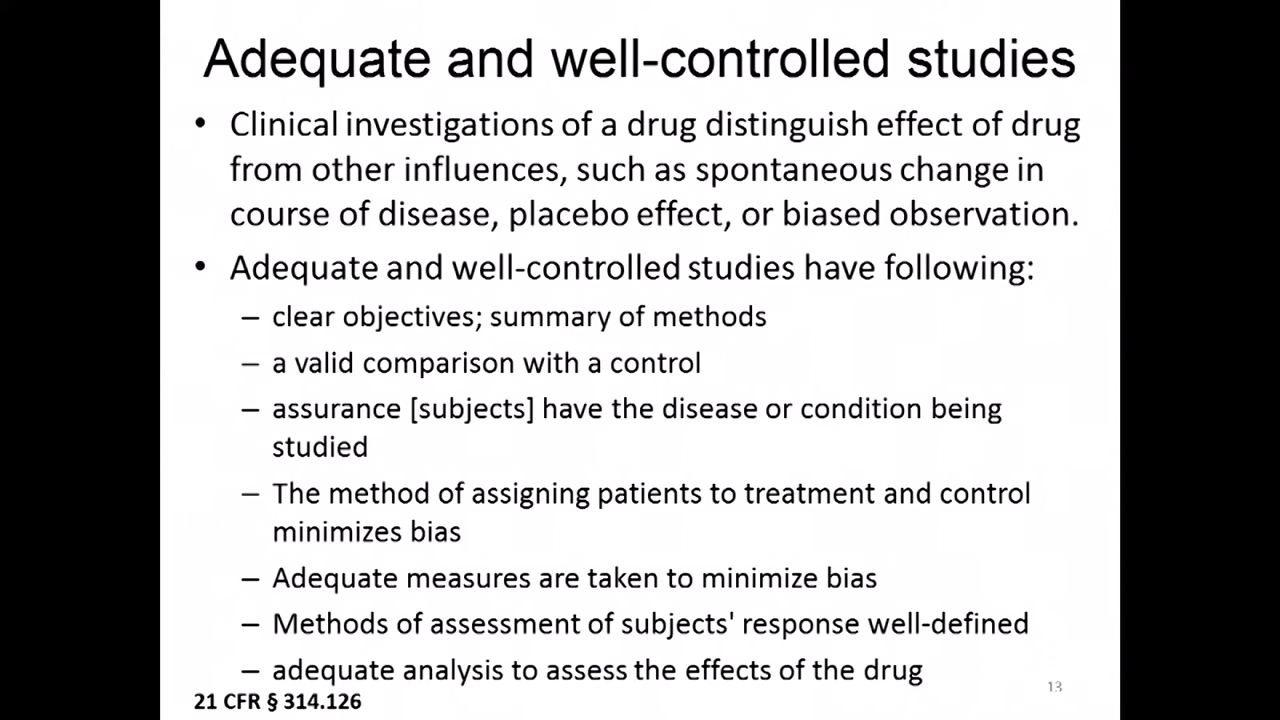 Adequate and well-controlled studies
• Clinical investigations of a drug distinguish effect of drug
from other influences, such as spontaneous change in
course of disease, placebo effect, or biased observation.
• Adequate and well-controlled studies have following:
– clear objectives; summary of methods
– a valid comparison with a control
– assurance [subjects] have the disease or condition being
studied
– The method of assigning patients to treatment and control
minimizes bias
– Adequate measures are taken to minimize bias
– Methods of assessment of subjects' response well-defined
– adequate analysis to assess the effects of the drug
21 CFR § 314.126
13